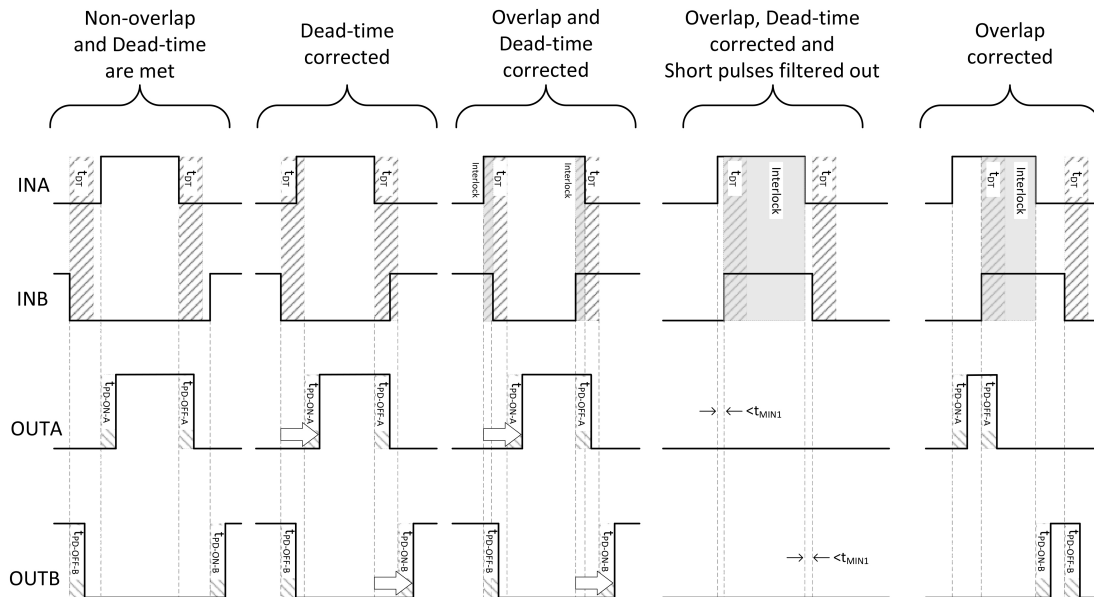 Non-overlap
and Dead-time
are met
Dead-time
corrected
Overlap and
Dead-time
corrected
Overlap, Dead-time
corrected and
Short pulses filtered out
Overlap
corrected
INA
tDT
tDT
tDT
tDT
Interlock
tDT
Interlock
tDT
tDT
Interlock
tDT
tDT
Interlock
tDT
INB
OUTA
tPD-ON-A
tPD-OFF-A
tPD-ON-A
tPD-OFF-A
tPD-ON-A
tPD-OFF-A
<tMIN1
tPD-ON-A
tPD-OFF-A
OUTB
tPD-OFF-B
tPD-ON-B
tPD-OFF-B
tPD-ON-B
tPD-OFF-B
tPD-ON-B
<tMIN1
tPD-ON-B
tPD-OFF-B